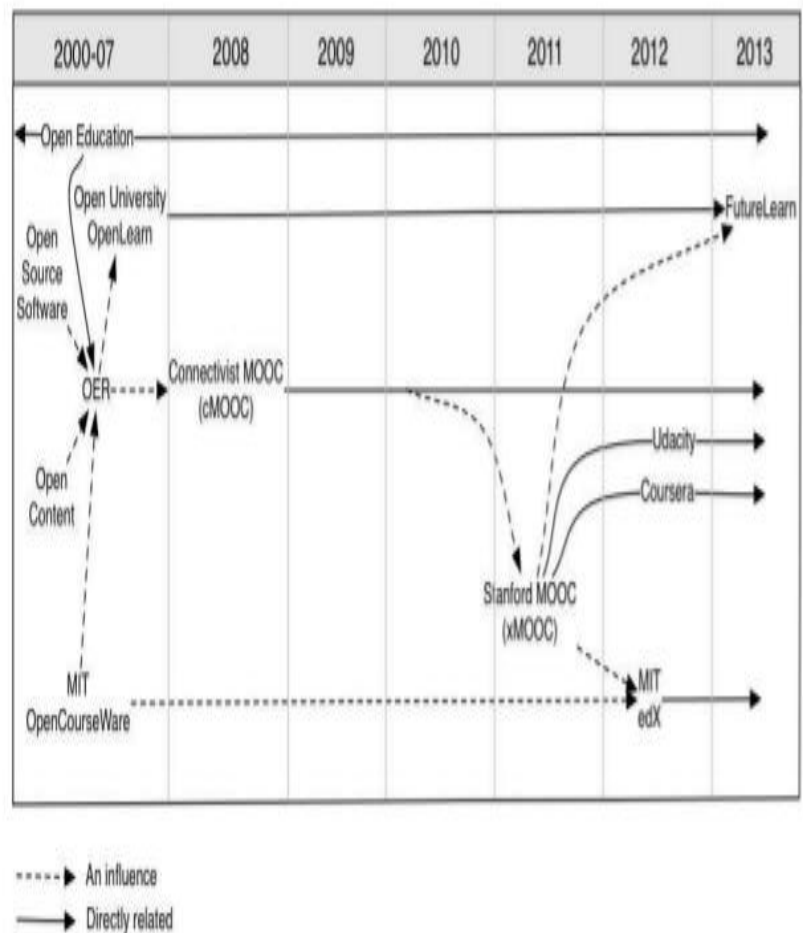 2000-07 2008 2009 2010 2011 2012 2013
Open Education
Open University
OpenLearn
FutureLearn
Open
Source
Software
OER
Connectivist MOOC
(cMOOC)
Udacity
Coursera
Open
Content
Stanford MOOC
(xMOOC)
MIT
OpenCourseWare
MIT
edX
An influence
Directly related